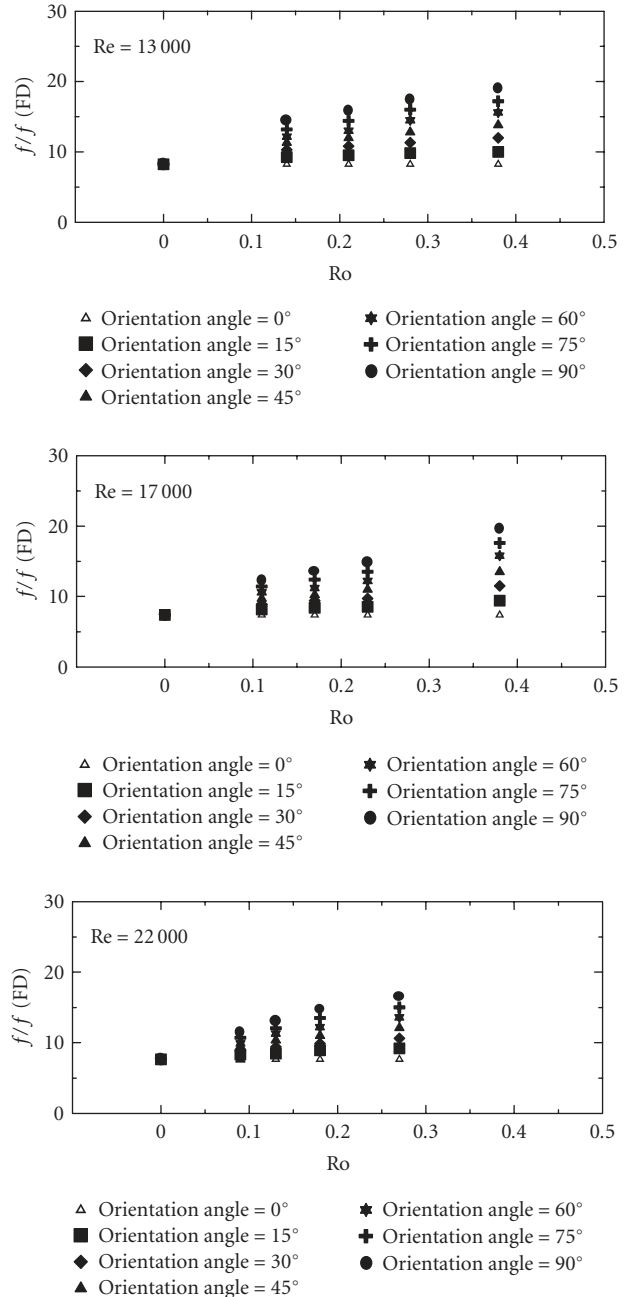 30
Re = 13 000
20
f/f (FD)
10
0
0 0.1 0.2 0.3 0.4 0.5
Ro
Orientation angle = 0°
Orientation angle = 15°
Orientation angle = 30°
Orientation angle = 45°
Orientation angle = 60°
Orientation angle = 75°
Orientation angle = 90°
30
Re = 17 000
20
f/f (FD)
10
0
0 0.1 0.2 0.3 0.4 0.5
Ro
Orientation angle = 0°
Orientation angle = 15°
Orientation angle = 30°
Orientation angle = 45°
Orientation angle = 60°
Orientation angle = 75°
Orientation angle = 90°
30
Re = 22 000
20
f/f (FD)
10
0
0 0.1 0.2 0.3 0.4 0.5
Ro
Orientation angle = 0°
Orientation angle = 15°
Orientation angle = 30°
Orientation angle = 45°
Orientation angle = 60°
Orientation angle = 75°
Orientation angle = 90°